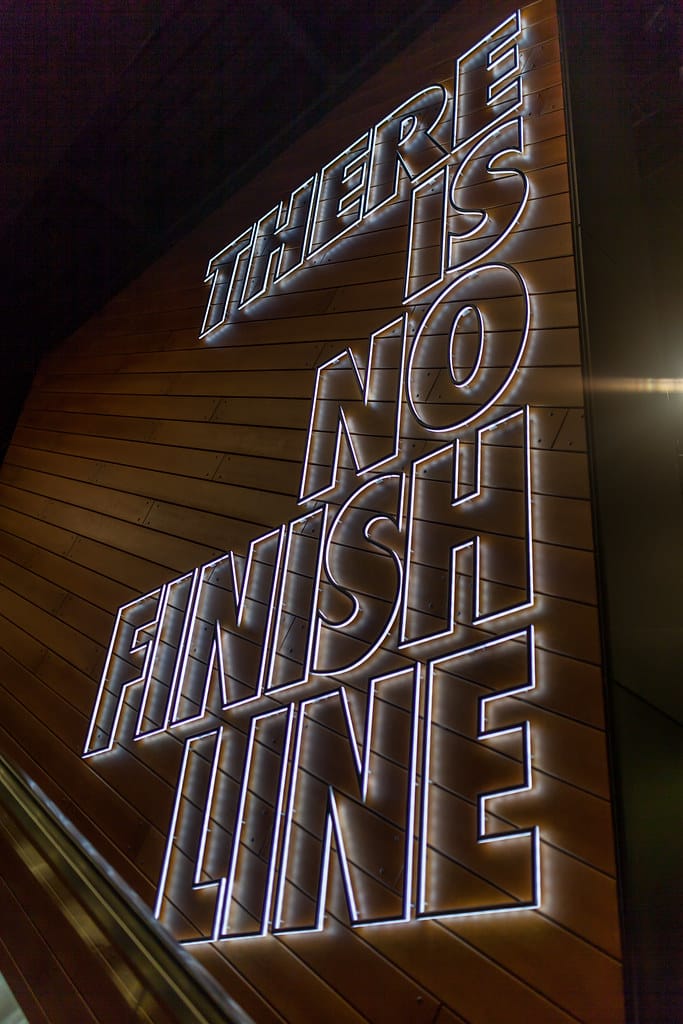 THERE
IS
NO
FINISH
LINE